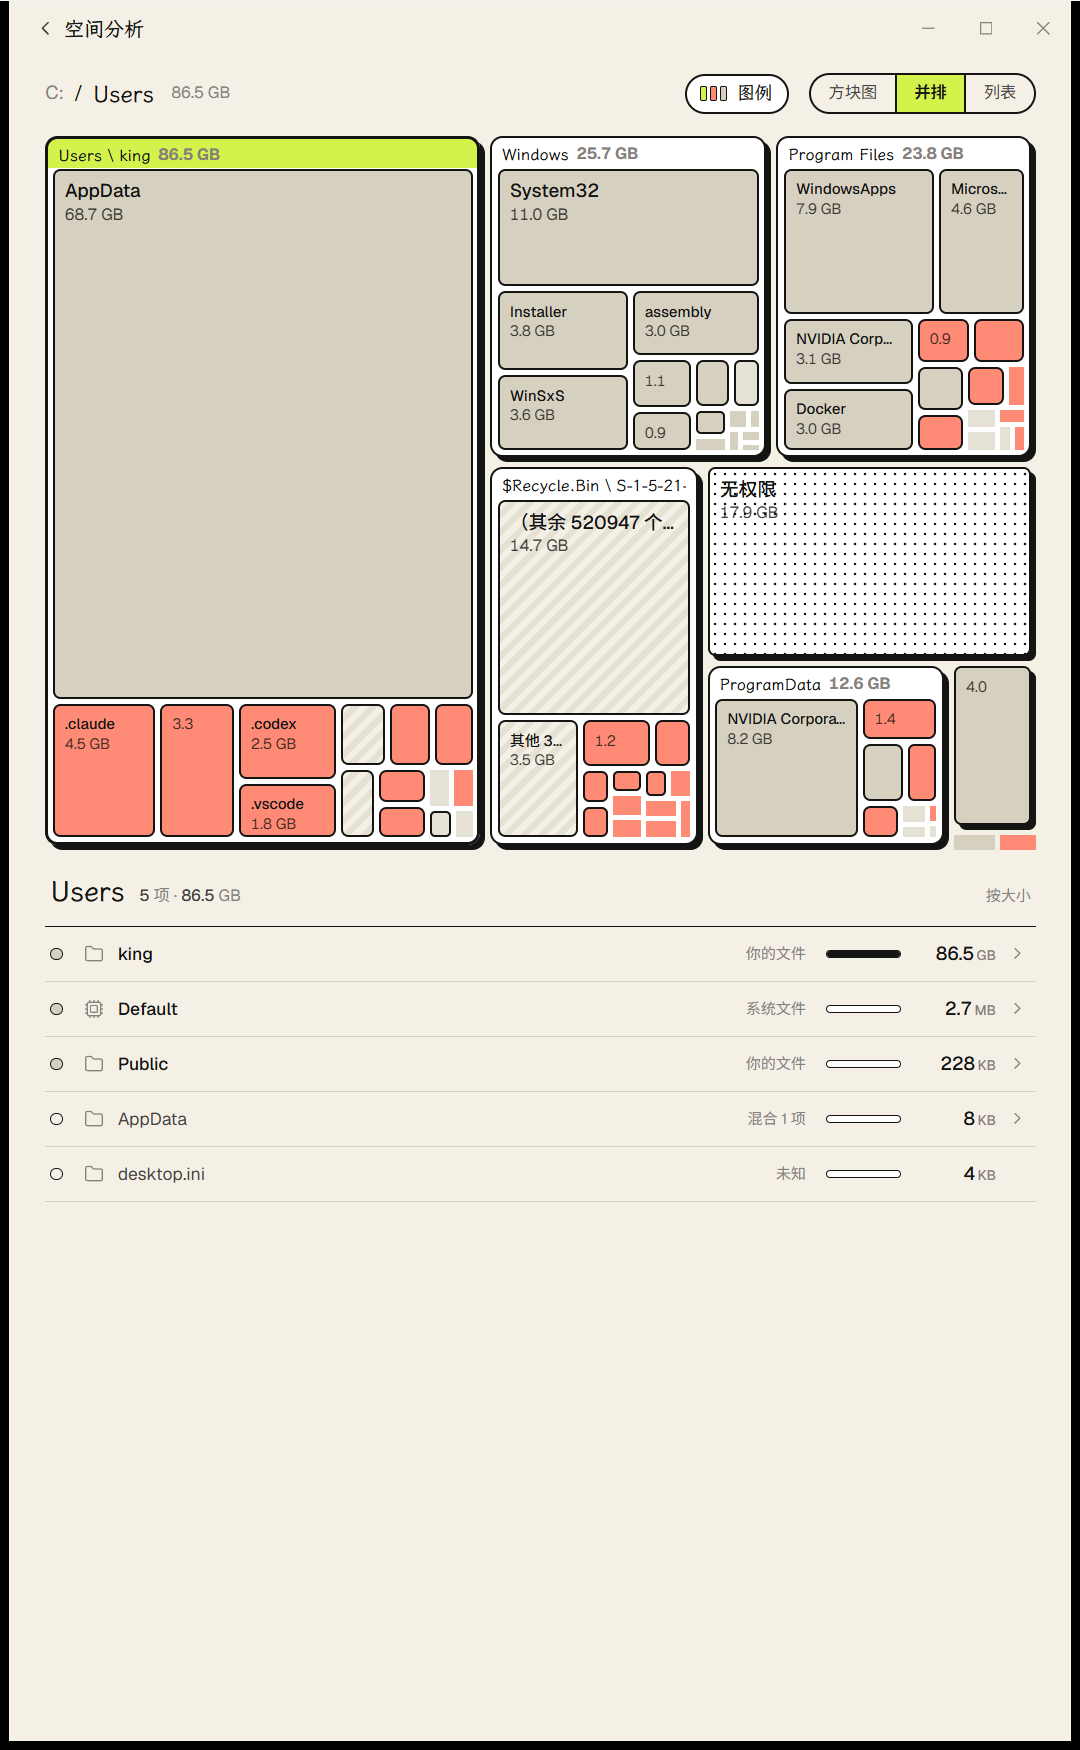 空间分析
C: / Users 86.5 GB
图例
方块图 并排 列表
Users \ king 86.5 GB
AppData
68.7 GB
.claude
4.5 GB
3.3
.codex
2.5 GB
.vscode
1.8 GB
Windows 25.7 GB
System32
11.0 GB
Installer
3.8 GB
assembly
3.0 GB
WinSxS
3.6 GB
1.1
0.9
Program Files 23.8 GB
WindowsApps
7.9 GB
Micros...
4.6 GB
NVIDIA Corp...
3.1 GB
0.9
Docker
3.0 GB
$Recycle.Bin \ S-1-5-21-
（其余 520947 个...
14.7 GB
其他 3...
3.5 GB
1.2
无权限
17.9 GB
ProgramData 12.6 GB
NVIDIA Corpora...
8.2 GB
1.4
4.0
Users 5 项 · 86.5 GB 按大小
king 你的文件 86.5 GB
Default 系统文件 2.7 MB
Public 你的文件 228 KB
AppData 混合 1 项 8 KB
desktop.ini 未知 4 KB